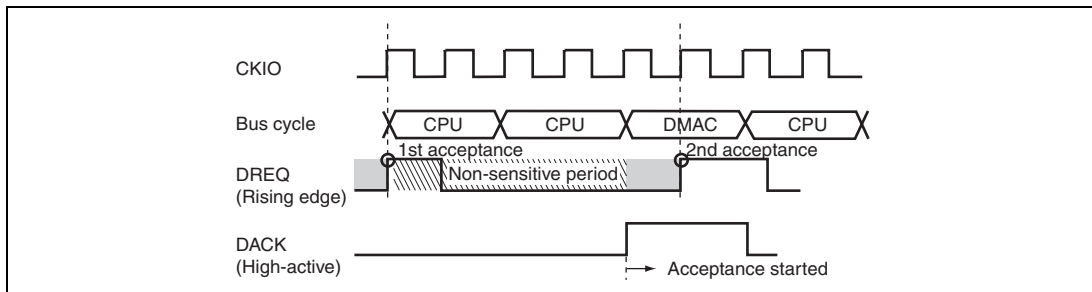 CKIO
Bus cycle
CPU CPU DMAC CPU
1st acceptance 2nd acceptance
DREQ
(Rising edge)
Non-sensitive period
DACK
(High-active)
Acceptance started